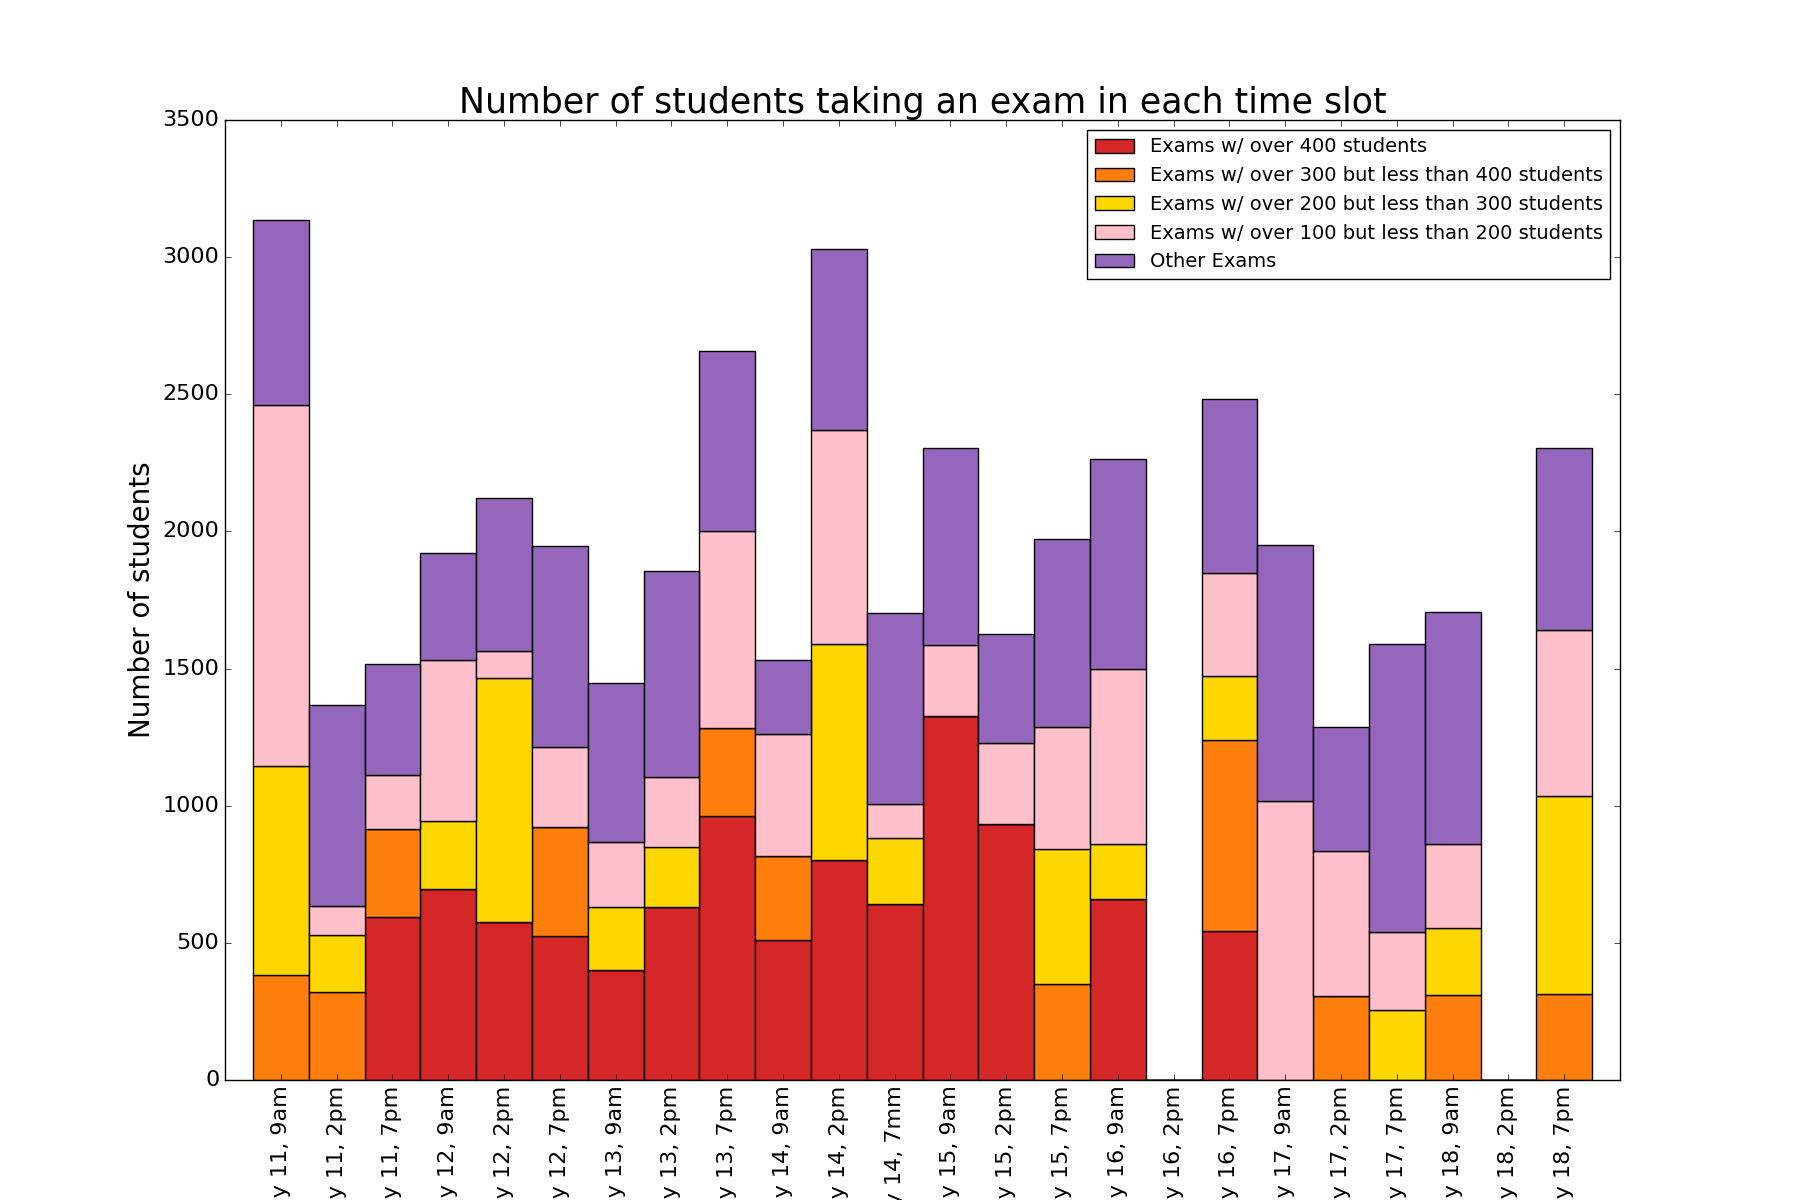 Number of students taking an exam in each time slot
3500
3000
2500
2000
1500
1000
500
0
Number of students
Exams w/ over 400 students
Exams w/ over 300 but less than 400 students
Exams w/ over 200 but less than 300 students
Exams w/ over 100 but less than 200 students
Other Exams
y 11, 9am
y 11, 2pm
y 11, 7pm
y 12, 9am
y 12, 2pm
y 12, 7pm
y 13, 9am
y 13, 2pm
y 13, 7pm
y 14, 9am
y 14, 2pm
y 14, 7mm
y 15, 9am
y 15, 2pm
y 15, 7pm
y 16, 9am
y 16, 2pm
y 16, 7pm
y 17, 9am
y 17, 2pm
y 17, 7pm
y 18, 9am
y 18, 2pm
y 18, 7pm